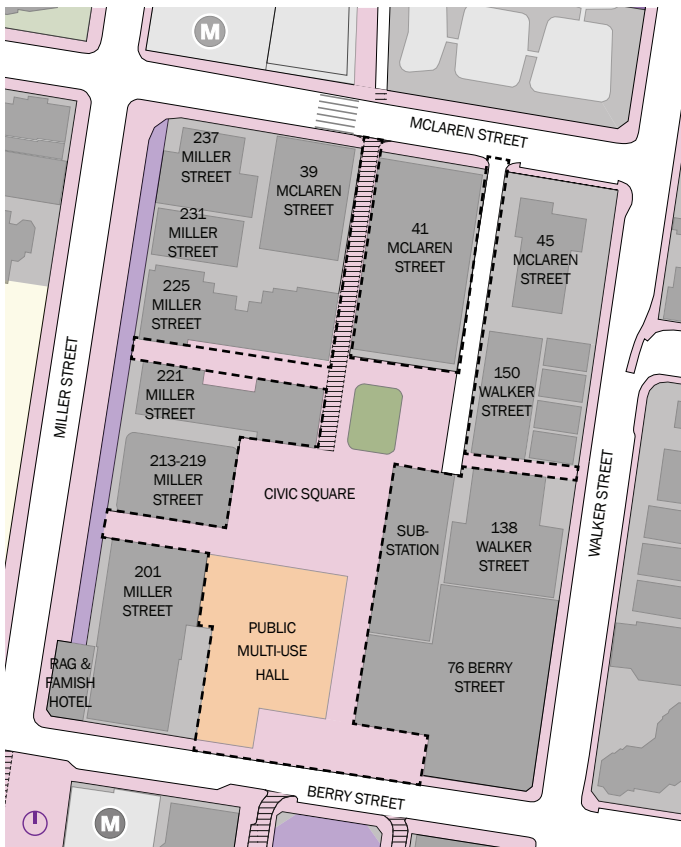 M
MCLAREN STREET
237
MILLER
STREET
39
MCLAREN
STREET
231
MILLER
STREET
41
MCLAREN
STREET
45
MCLAREN
STREET
225
MILLER
STREET
MILLER STREET
221
MILLER
STREET
150
WALKER
STREET
213-219
MILLER
STREET
CIVIC SQUARE
SUB-
STATION
138
WALKER
STREET
WALKER STREET
201
MILLER
STREET
PUBLIC
MULTI-USE
HALL
RAG &
FAMISH
HOTEL
76 BERRY
STREET
BERRY STREET
M